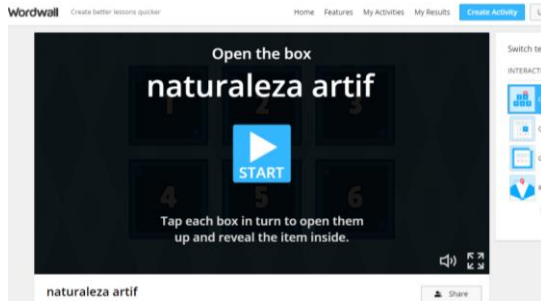 Wordwall Create better lessons quicker Home Features My Activities My Results Create Activity
Open the box
naturaleza artif
1 2 3
START
4 5 6
Tap each box in turn to open them
up and reveal the item inside.
naturaleza artif
Share
Switch te
INTERACT